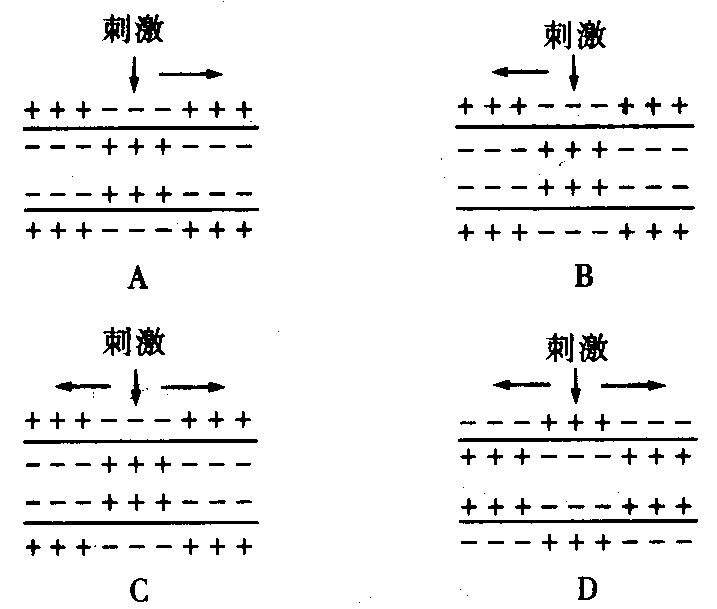 刺激 刺激
+ + + − − − + + + + + + − − − + + +
− − − + + + − − − − − − + + + − − −
− − − + + + − − − − − − + + + − − −
+ + + − − − + + + + + + − − − + + +
A B
刺激 刺激
+ + + − − − + + + − − − + + + − − −
− − − + + + − − − + + + − − − + + +
− − − + + + − − − + + + − − − + + +
+ + + − − − + + + − − − + + + − − −
C D